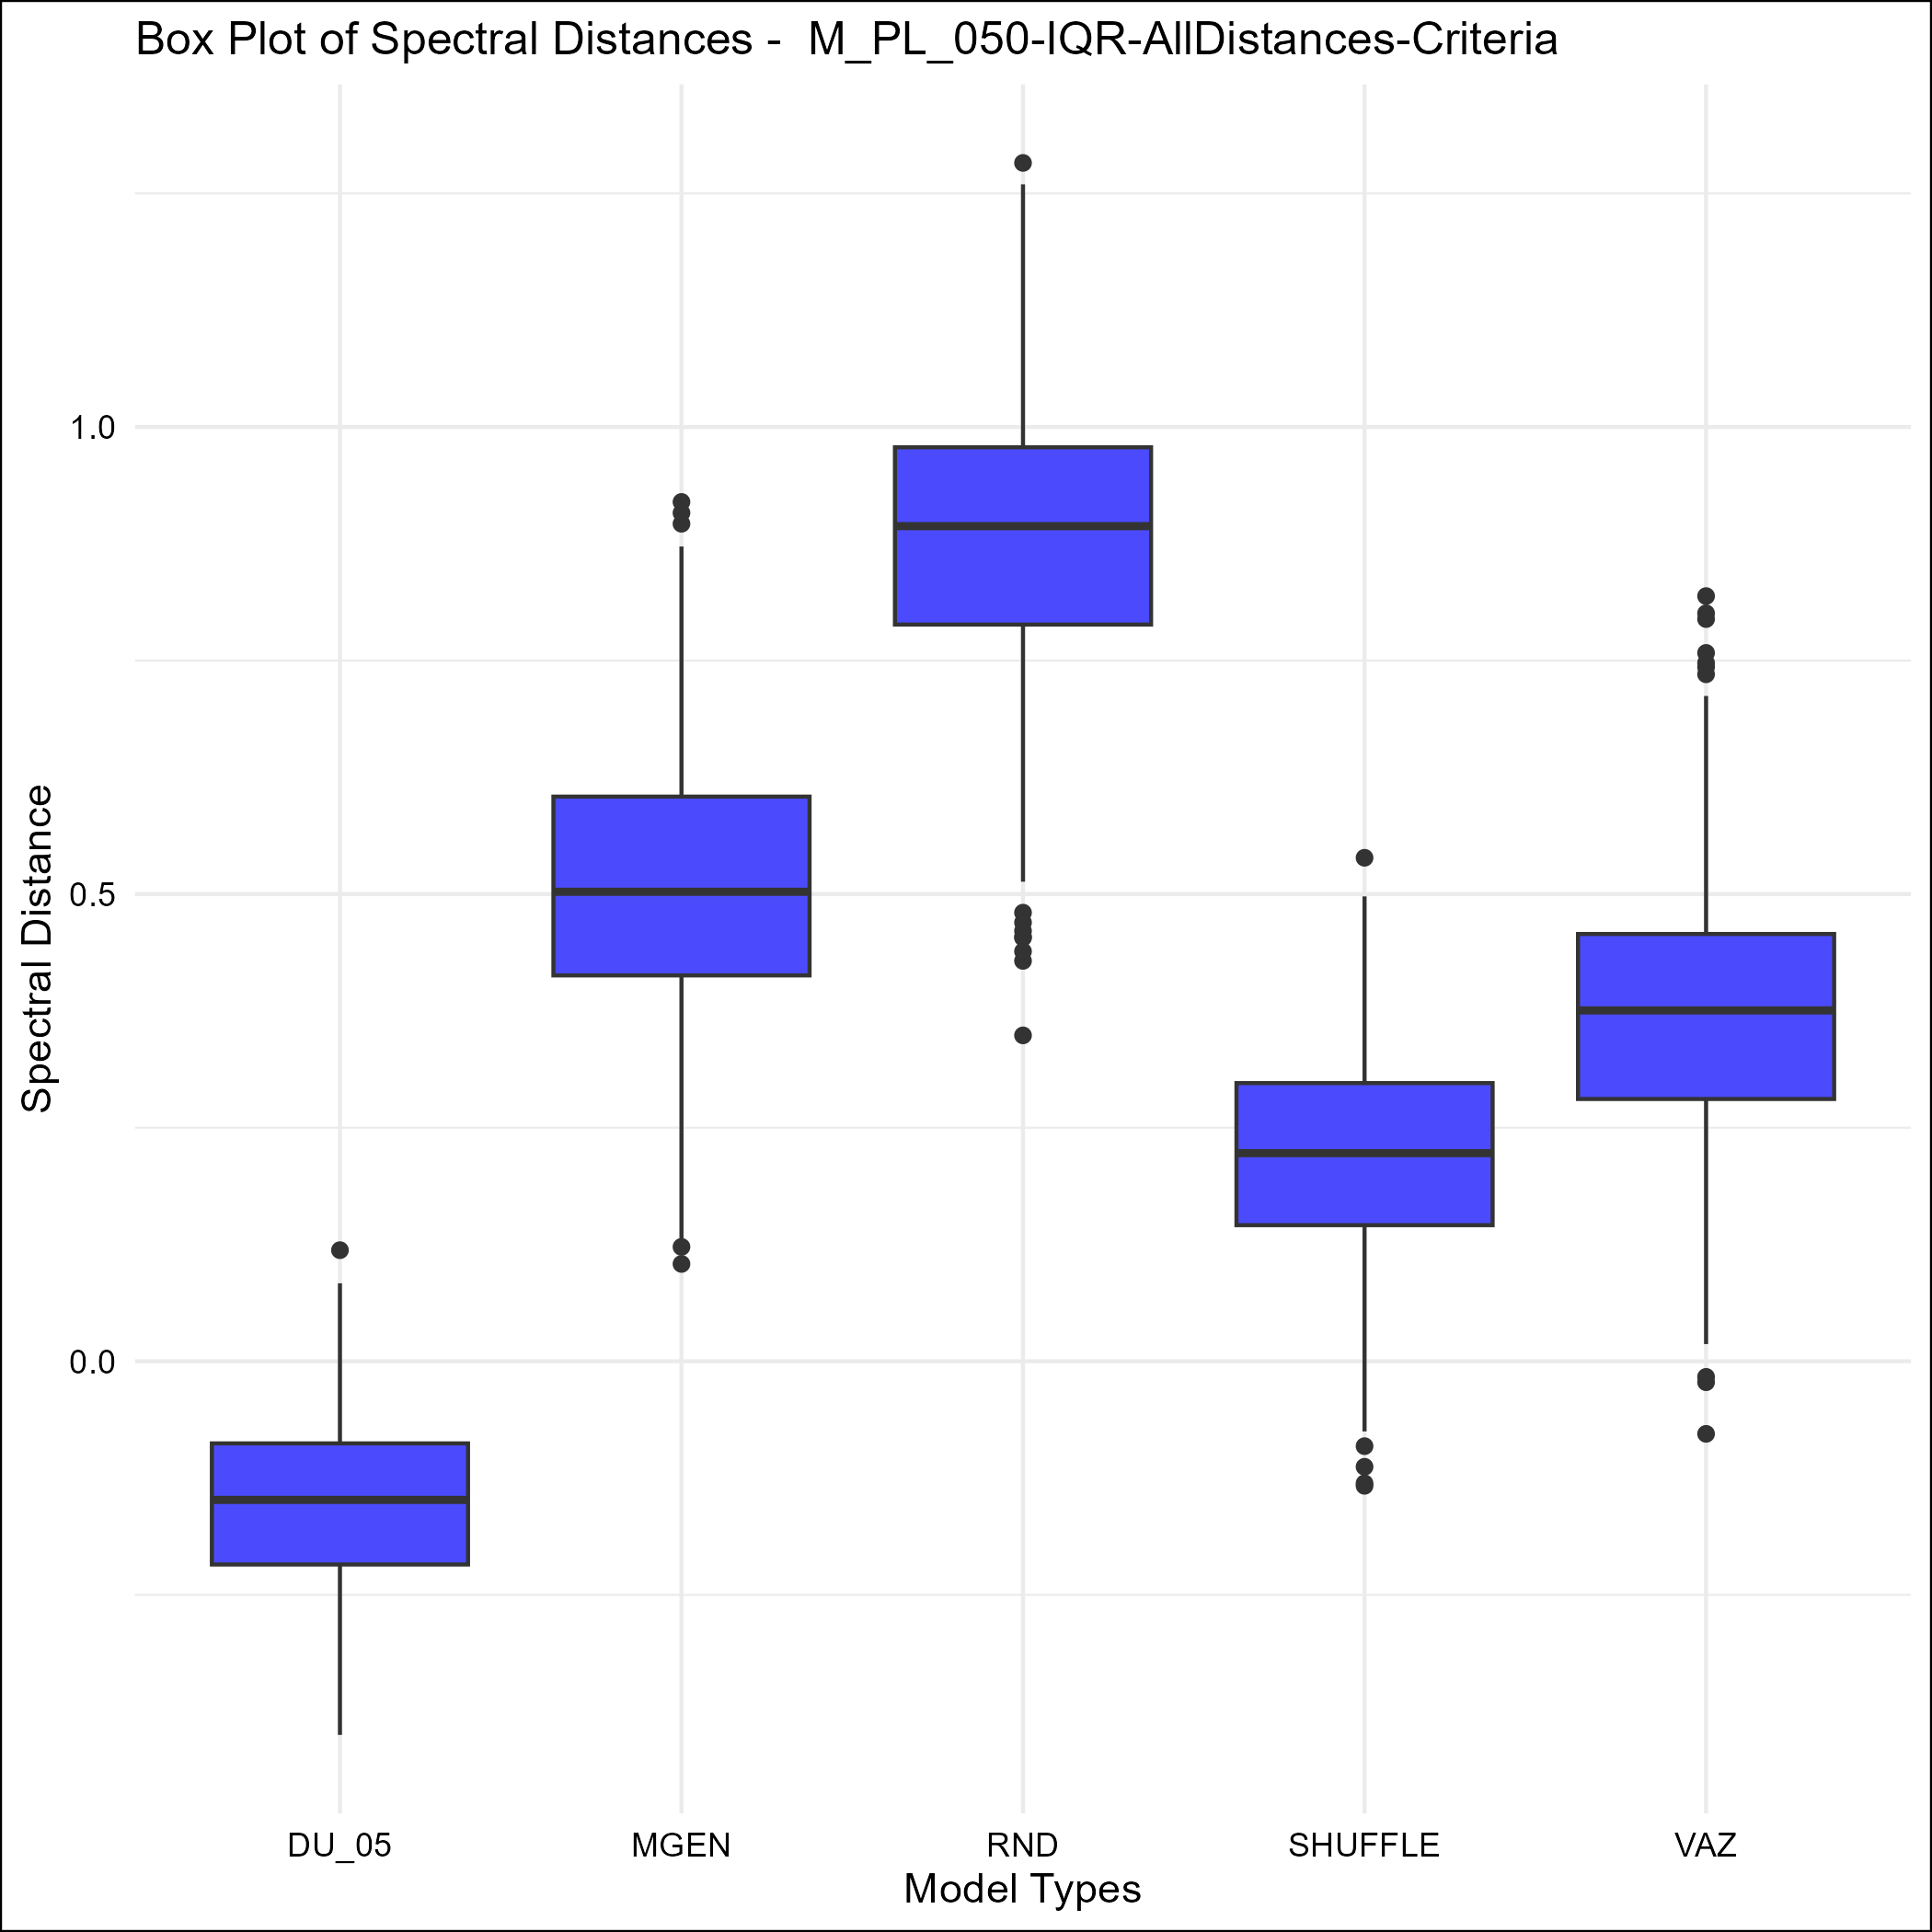 Box Plot of Spectral Distances -  M_PL_050-IQR-AllDistances-Criteria
1.0
0.5
0.0
Spectral Distance
DU_05 MGEN RND SHUFFLE VAZ
Model Types